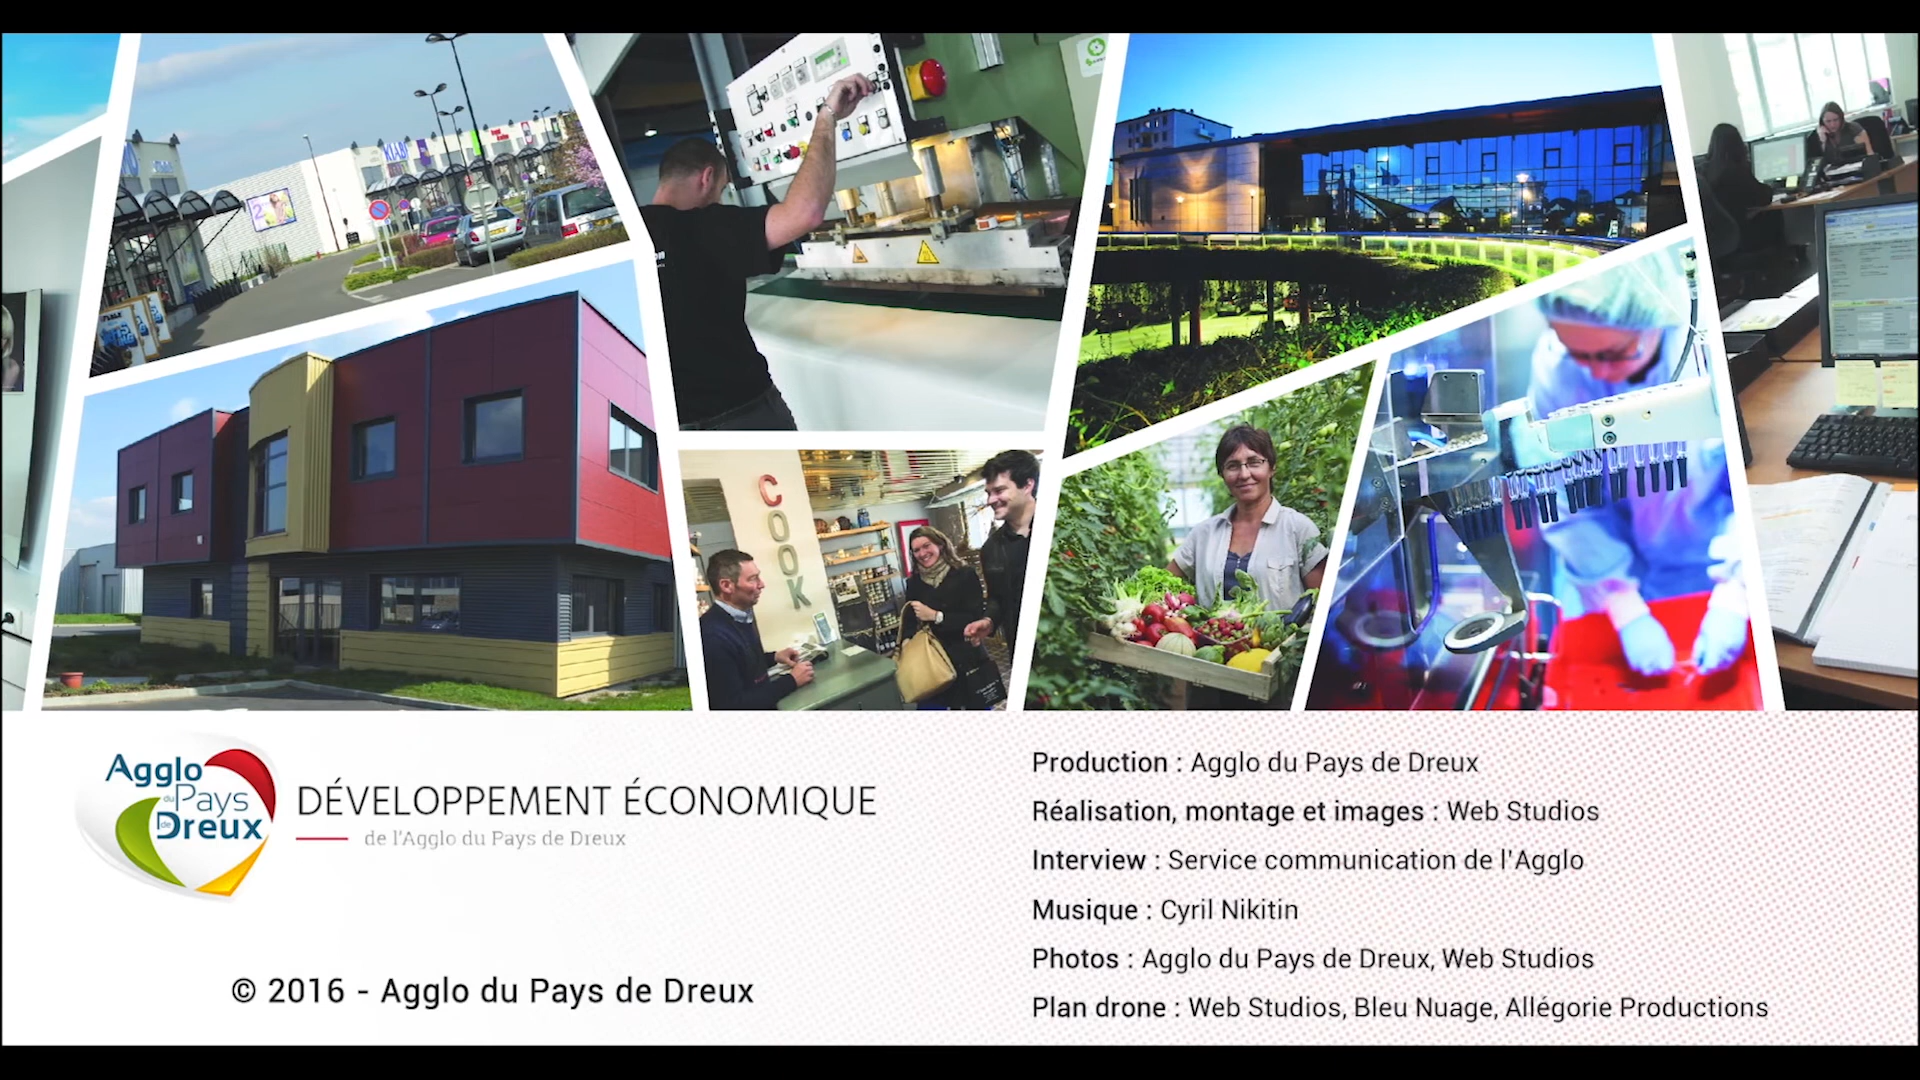 KIABI
COOK
Agglo
du Pays
de Dreux
DÉVELOPPEMENT ÉCONOMIQUE
de l'Agglo du Pays de Dreux
© 2016 - Agglo du Pays de Dreux
Production : Agglo du Pays de Dreux
Réalisation, montage et images : Web Studios
Interview : Service communication de l'Agglo
Musique : Cyril Nikitin
Photos : Agglo du Pays de Dreux, Web Studios
Plan drone : Web Studios, Bleu Nuage, Allégorie Productions